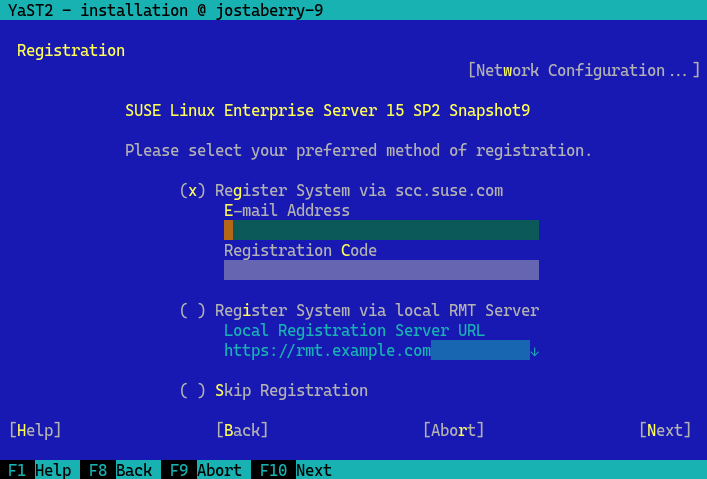 YaST2 - installation @ jostaberry-9
Registration
[Network Configuration...]
SUSE Linux Enterprise Server 15 SP2 Snapshot9
Please select your preferred method of registration.
(x) Register System via scc.suse.com
E-mail Address
Registration Code
( ) Register System via local RMT Server
Local Registration Server URL
https://rmt.example.com↓
( ) Skip Registration
[Help] [Back] [Abort] [Next]
F1 Help F8 Back F9 Abort F10 Next